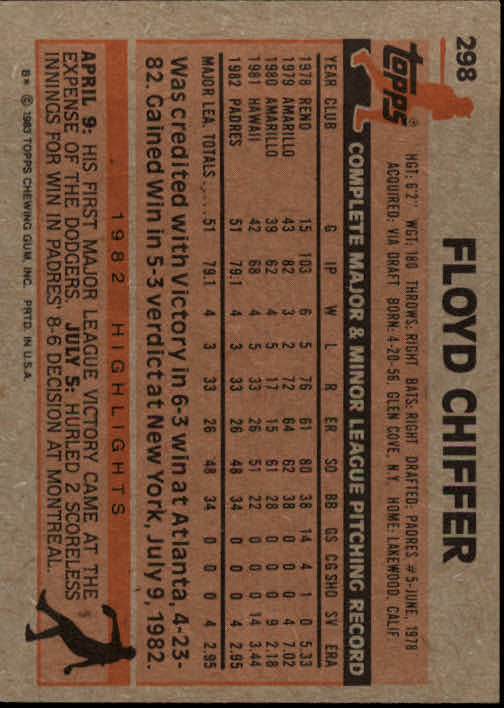 298
FLOYD CHIFFER
topps®
HGT: 6'2" WGT: 180 THROWS: RIGHT BATS: RIGHT DRAFTED: PADRES #5-JUNE, 1978
ACQUIRED: VIA DRAFT BORN: 4-20-56, GLEN COVE, N.Y. HOME: LAKEWOOD, CALIF
COMPLETE MAJOR & MINOR LEAGUE PITCHING RECORD
YEAR CLUB G IP W L R ER SO BB GS CG SHO SV ERA
1978 RENO 15 103 6 5 76 61 80 38 14 4 1 0 5.33
1979 AMARILLO 43 82 3 2 72 64 62 38 0 0 0 4 7.02
1980 AMARILLO 39 62 4 5 17 15 61 28 0 0 0 9 2.18
1981 HAWAII 42 68 4 5 33 26 51 22 0 0 0 14 3.44
1982 PADRES 51 79.1 4 3 33 26 48 34 0 0 0 4 2.95
MAJOR LEA. TOTALS..... 51 79.1 4 3 33 26 48 34 0 0 0 4 2.95
Was credited with Victory in 6-3 win at Atlanta, 4-23-
82. Gained Win in 5-3 verdict at New York, July 9, 1982.
1982 HIGHLIGHTS
APRIL 9: HIS FIRST MAJOR LEAGUE VICTORY CAME AT THE
EXPENSE OF THE DODGERS. JULY 5: HURLED 2 SCORELESS
INNINGS FOR WIN IN PADRES' 8-6 DECISION AT MONTREAL.
B* © 1983 TOPPS CHEWING GUM, INC. PRTD. IN U.S.A.